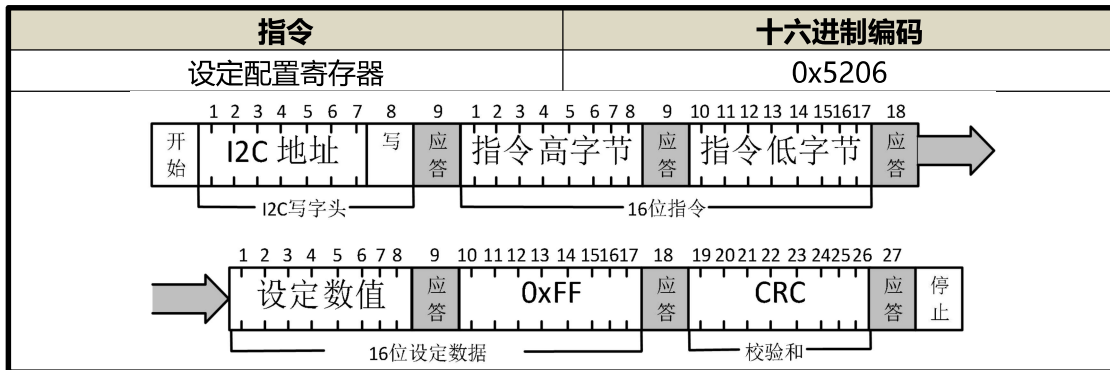 指令 十六进制编码
设定配置寄存器 0x5206
1 2 3 4 5 6 7 8 9 1 2 3 4 5 6 7 8 9 10 11 12 13 14 15 16 17 18
开始 I2C 地址 写 应答 指令高字节 应答 指令低字节 应答
I2C写字头 16位指令
1 2 3 4 5 6 7 8 9 10 11 12 13 14 15 16 17 18 19 20 21 22 23 24 25 26 27
设定数值 应答 0xFF 应答 CRC 应答 停止
16位设定数据 校验和